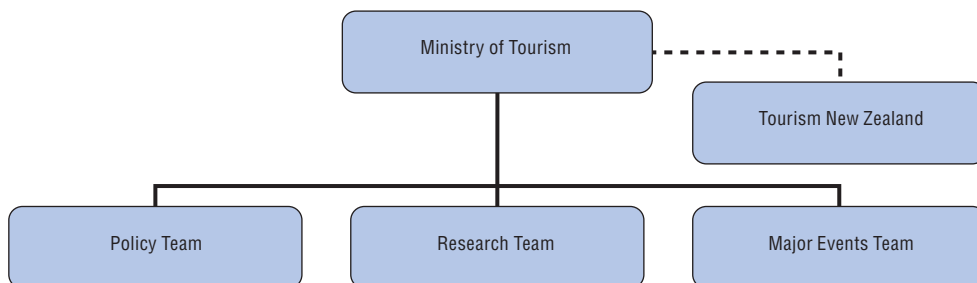 Ministry of Tourism
Tourism New Zealand
Policy Team
Research Team
Major Events Team